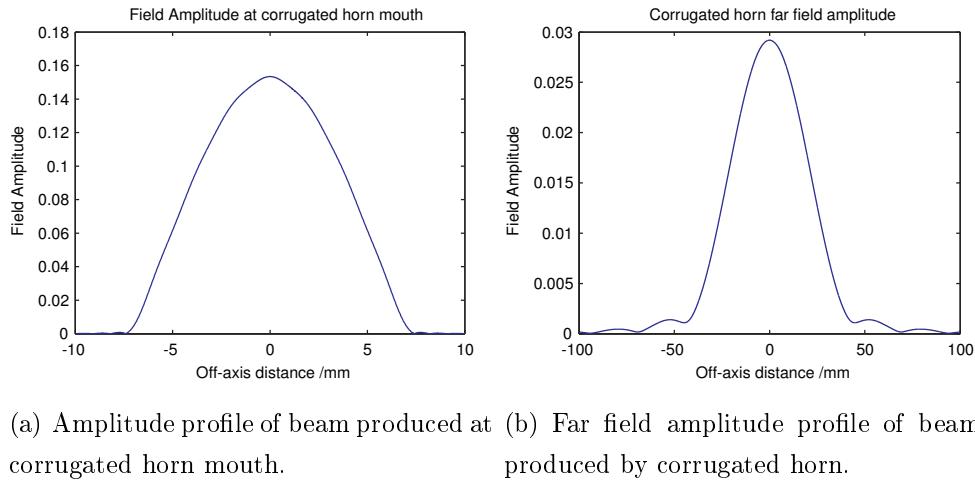 Field Amplitude at corrugated horn mouth
0.18
0.16
0.14
0.12
0.1
0.08
0.06
0.04
0.02
0
Field Amplitude
-10
-5
0
5
10
Off-axis distance /mm
(a) Amplitude profile of beam produced at
corrugated horn mouth.
Corrugated horn far field amplitude
0.03
0.025
0.02
0.015
0.01
0.005
0
Field Amplitude
-100
-50
0
50
100
Off-axis distance /mm
(b) Far field amplitude profile of beam
produced by corrugated horn.